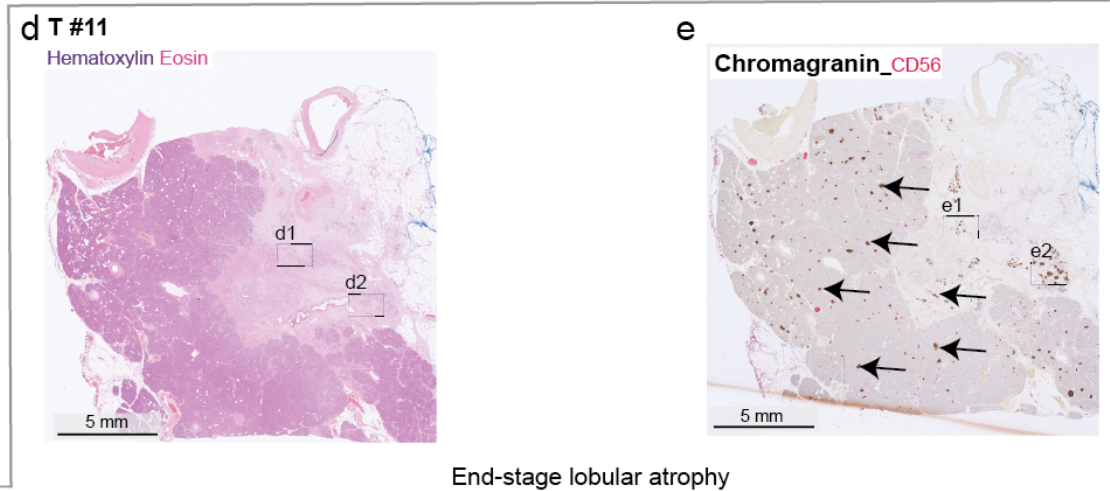 d T #11
Hematoxylin Eosin
d1
d2
5 mm
e
Chromagranin_CD56
e1
e2
5 mm
End-stage lobular atrophy